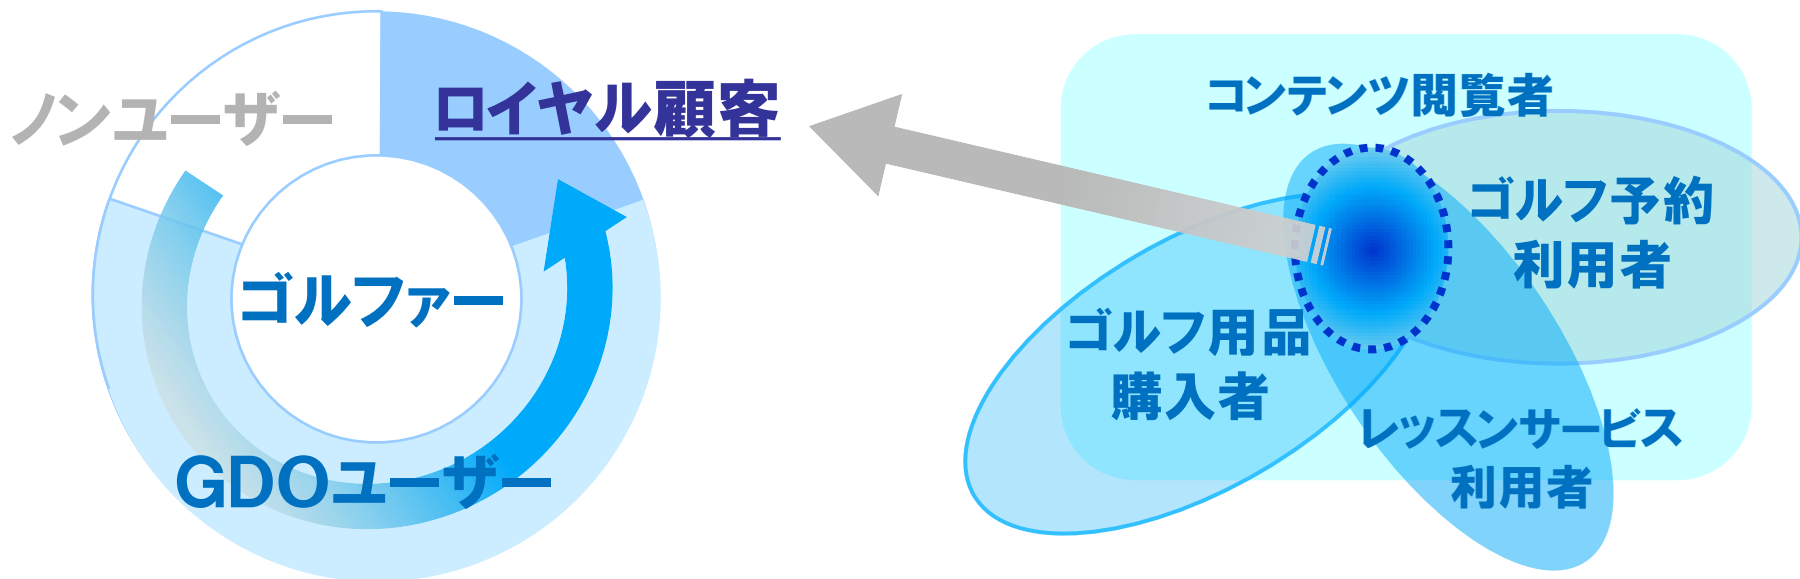 ノンユーザー
ロイヤル顧客
ゴルファー
GDOユーザー
コンテンツ閲覧者
ゴルフ予約
利用者
ゴルフ用品
購入者
レッスンサービス
利用者